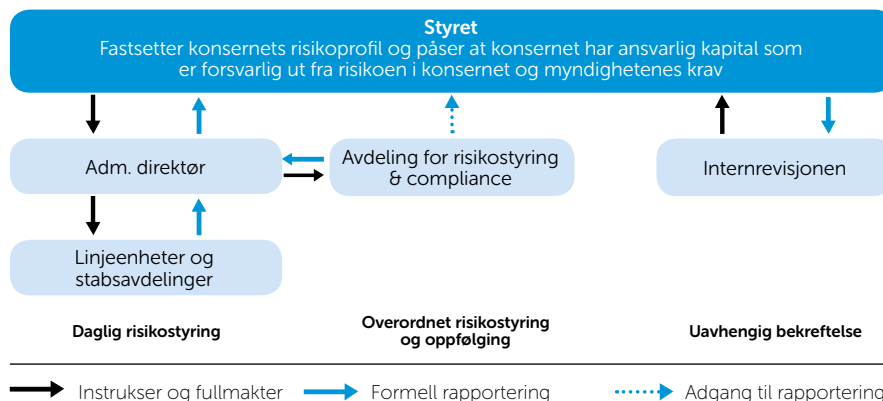 Styret
Fastsetter konsernets risikoprofil og påser at konsernet har ansvarlig kapital som
er forsvarlig ut fra risikoen i konsernet og myndighetenes krav
Adm. direktør
Avdeling for risikostyring
& compliance
Internrevisjonen
Linjeenheter og
stabsavdelinger
Daglig risikostyring
Overordnet risikostyring
og oppfølging
Uavhengig bekreftelse
Instrukser og fullmakter
Formell rapportering
Adgang til rapportering